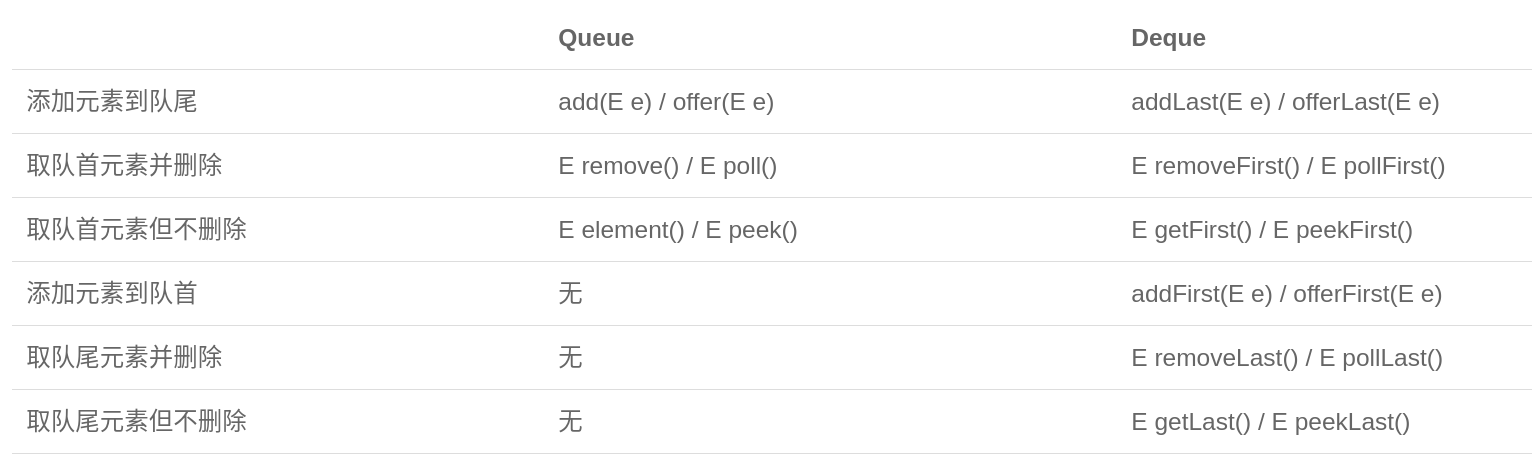 Queue Deque
添加元素到队尾 add(E e) / offer(E e) addLast(E e) / offerLast(E e)
取队首元素并删除 E remove() / E poll() E removeFirst() / E pollFirst()
取队首元素但不删除 E element() / E peek() E getFirst() / E peekFirst()
添加元素到队首 无 addFirst(E e) / offerFirst(E e)
取队尾元素并删除 无 E removeLast() / E pollLast()
取队尾元素但不删除 无 E getLast() / E peekLast()